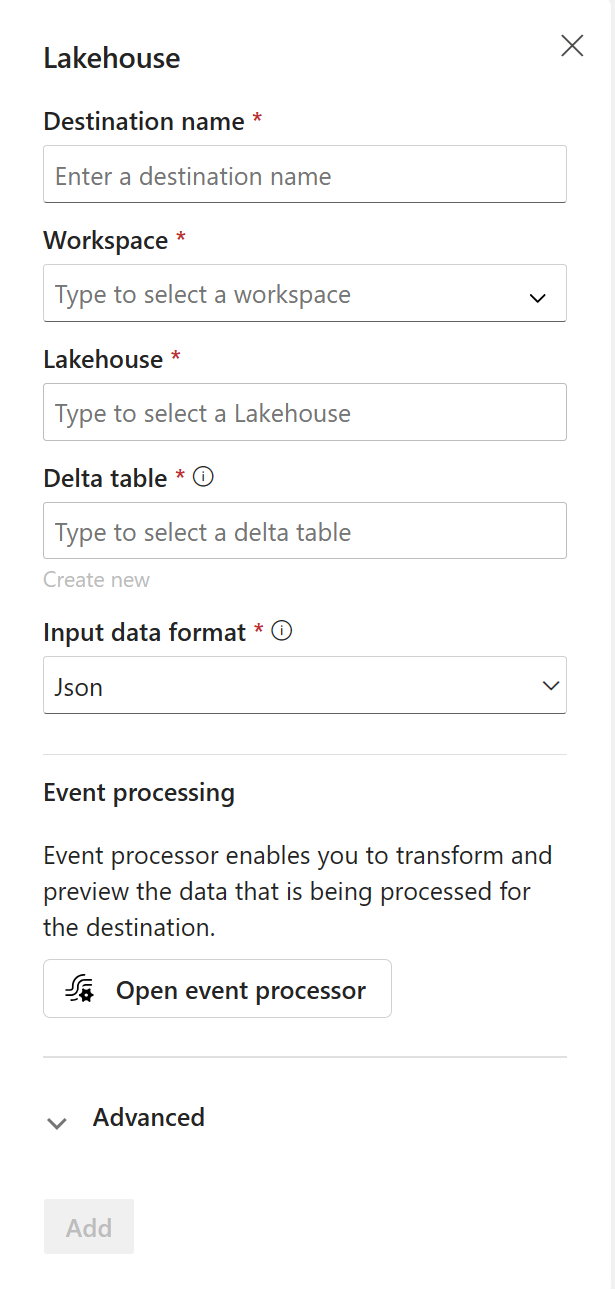 Lakehouse
Destination name *
Enter a destination name
Workspace *
Type to select a workspace
Lakehouse *
Type to select a Lakehouse
Delta table *
Type to select a delta table
Create new
Input data format *
Json
Event processing
Event processor enables you to transform and
preview the data that is being processed for
the destination.
Open event processor
Advanced
Add